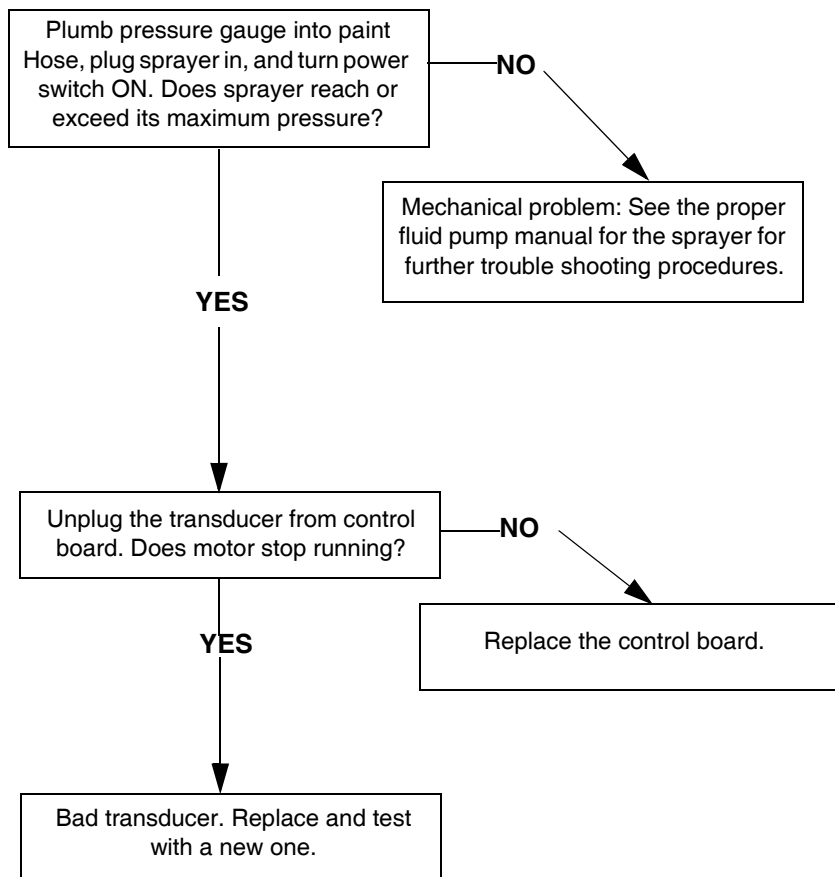 Plumb pressure gauge into paint
Hose, plug sprayer in, and turn power
switch ON. Does sprayer reach or
exceed its maximum pressure?
NO
Mechanical problem: See the proper
fluid pump manual for the sprayer for
further trouble shooting procedures.
YES
Unplug the transducer from control
board. Does motor stop running?
NO
Replace the control board.
YES
Bad transducer. Replace and test
with a new one.